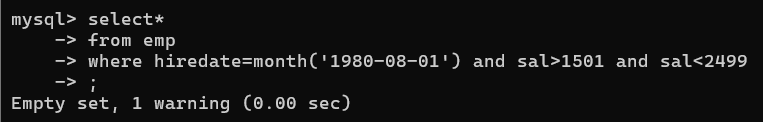 mysql> select*
    -> from emp
    -> where hiredate=month('1980-08-01') and sal>1501 and sal<2499
    -> ;
Empty set, 1 warning (0.00 sec)